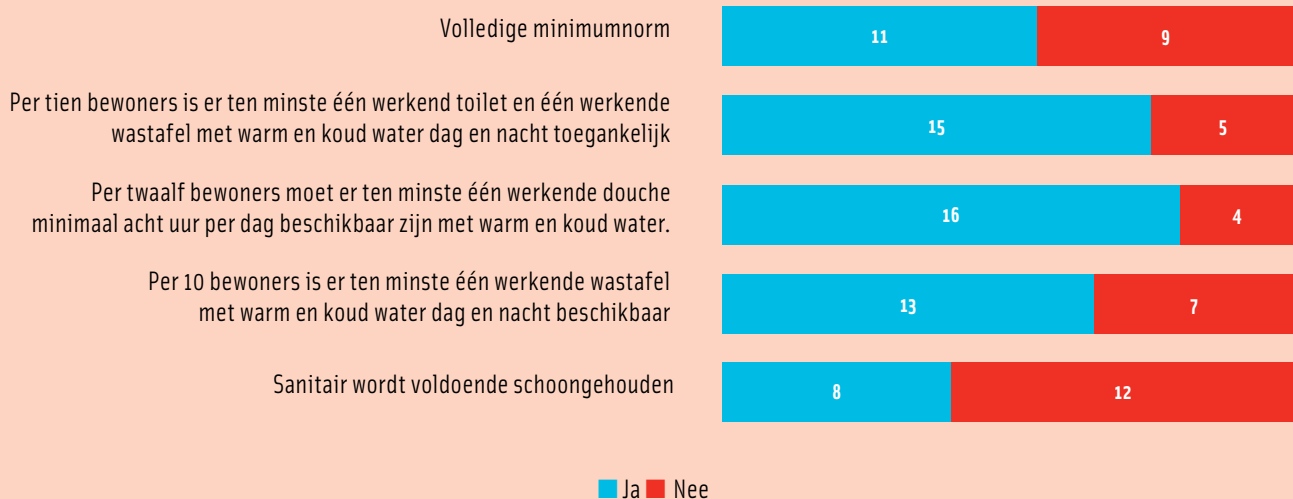 Volledige minimumnorm
11 9
Per tien bewoners is er ten minste één werkend toilet en één werkende
wastafel met warm en koud water dag en nacht toegankelijk
15 5
Per twaalf bewoners moet er ten minste één werkende douche
minimaal acht uur per dag beschikbaar zijn met warm en koud water.
16 4
Per 10 bewoners is er ten minste één werkende wastafel
met warm en koud water dag en nacht beschikbaar
13 7
Sanitair wordt voldoende schoongehouden
8 12
Ja Nee